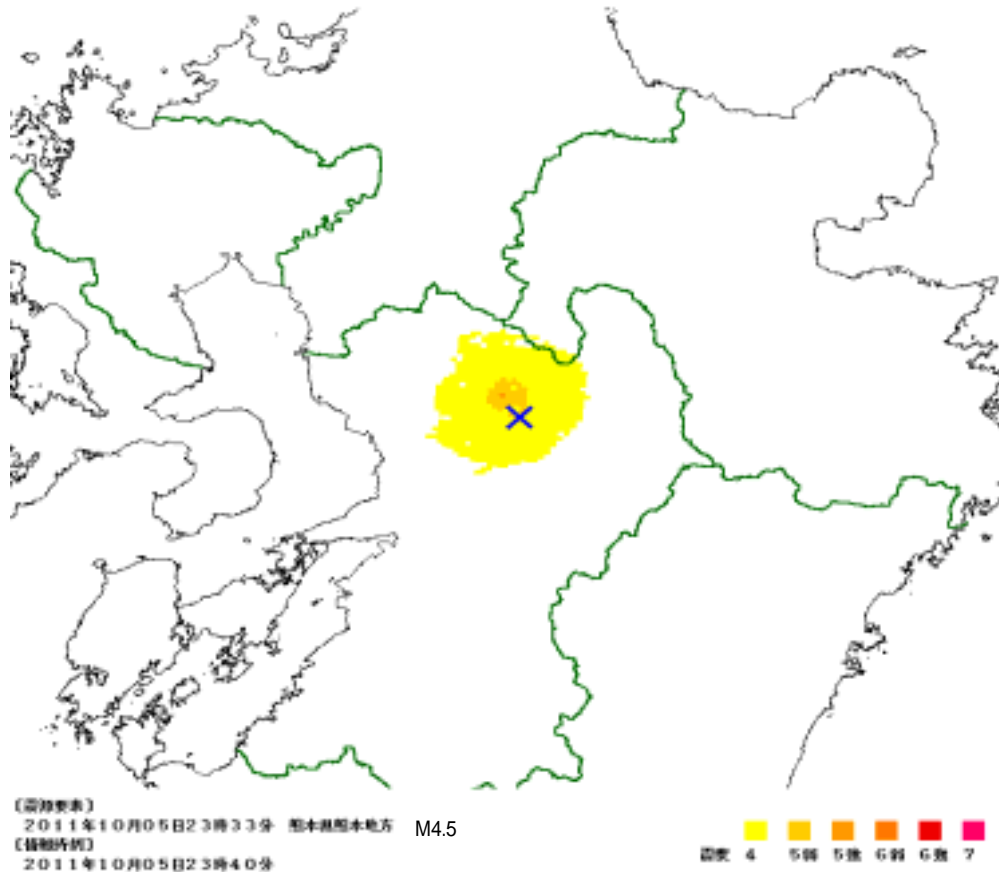 〔震源要素〕
2011年10月05日23時33分 熊本県熊本地方 M4.5
〔情報時刻〕
2011年10月05日23時40分
震度 4 5弱 5強 6弱 6強 7